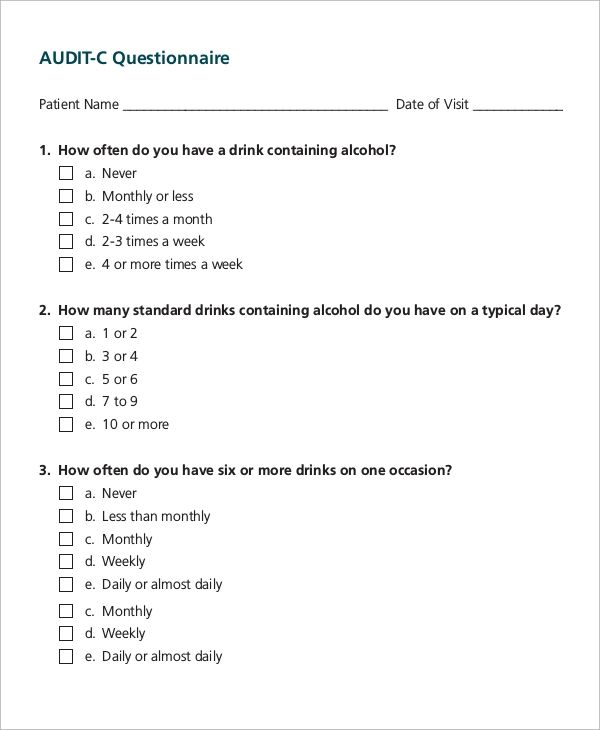 AUDIT-C Questionnaire
Patient Name ______________________________________ Date of Visit _____________
1. How often do you have a drink containing alcohol?
a. Never
b. Monthly or less
c. 2-4 times a month
d. 2-3 times a week
e. 4 or more times a week
2. How many standard drinks containing alcohol do you have on a typical day?
a. 1 or 2
b. 3 or 4
c. 5 or 6
d. 7 to 9
e. 10 or more
3. How often do you have six or more drinks on one occasion?
a. Never
b. Less than monthly
c. Monthly
d. Weekly
e. Daily or almost daily
c. Monthly
d. Weekly
e. Daily or almost daily